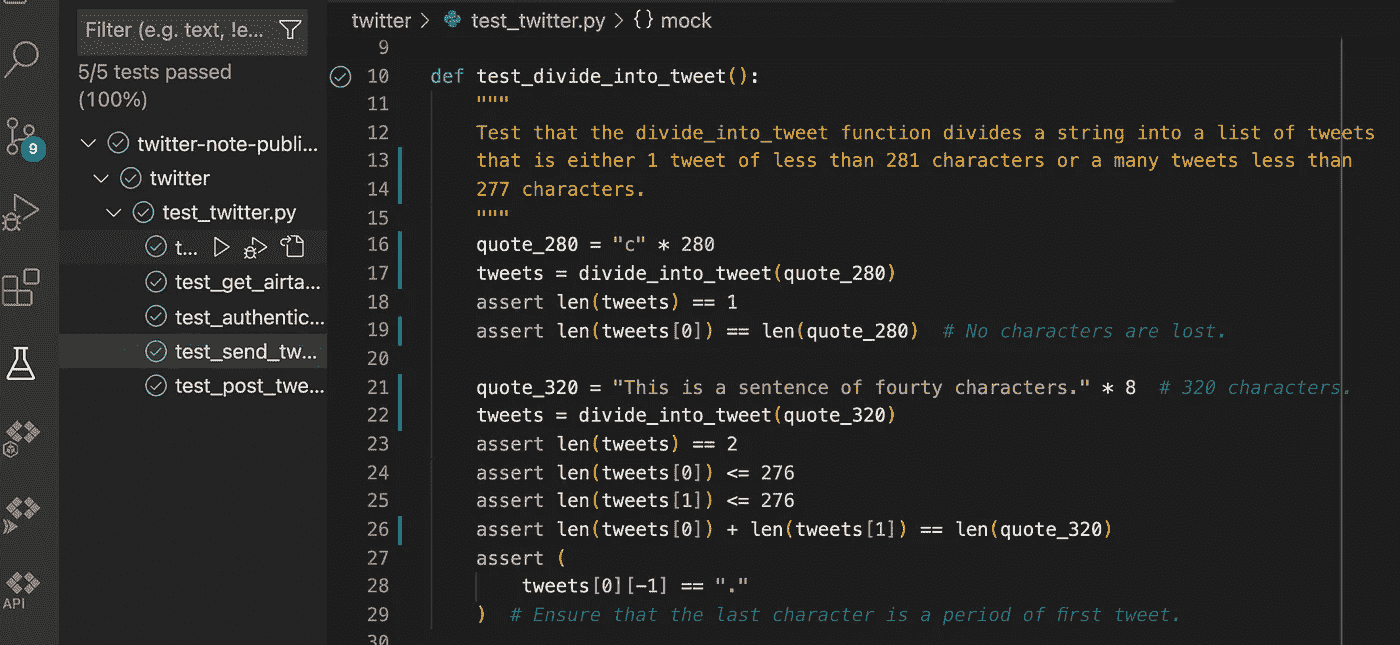 Filter (e.g. text, !e...
5/5 tests passed
(100%)
9
twitter-note-publi...
twitter
test_twitter.py
t...
test_get_airta...
test_authentic...
test_send_tw...
test_post_twe...
API
twitter > test_twitter.py > {} mock
9
10 def test_divide_into_tweet():
11 """
12 Test that the divide_into_tweet function divides a string into a list of tweets
13 that is either 1 tweet of less than 281 characters or a many tweets less than
14 277 characters.
15 """
16 quote_280 = "c" * 280
17 tweets = divide_into_tweet(quote_280)
18 assert len(tweets) == 1
19 assert len(tweets[0]) == len(quote_280) # No characters are lost.
20
21 quote_320 = "This is a sentence of fourty characters." * 8 # 320 characters.
22 tweets = divide_into_tweet(quote_320)
23 assert len(tweets) == 2
24 assert len(tweets[0]) <= 276
25 assert len(tweets[1]) <= 276
26 assert len(tweets[0]) + len(tweets[1]) == len(quote_320)
27 assert (
28 tweets[0][-1] == "."
29 ) # Ensure that the last character is a period of first tweet.
30